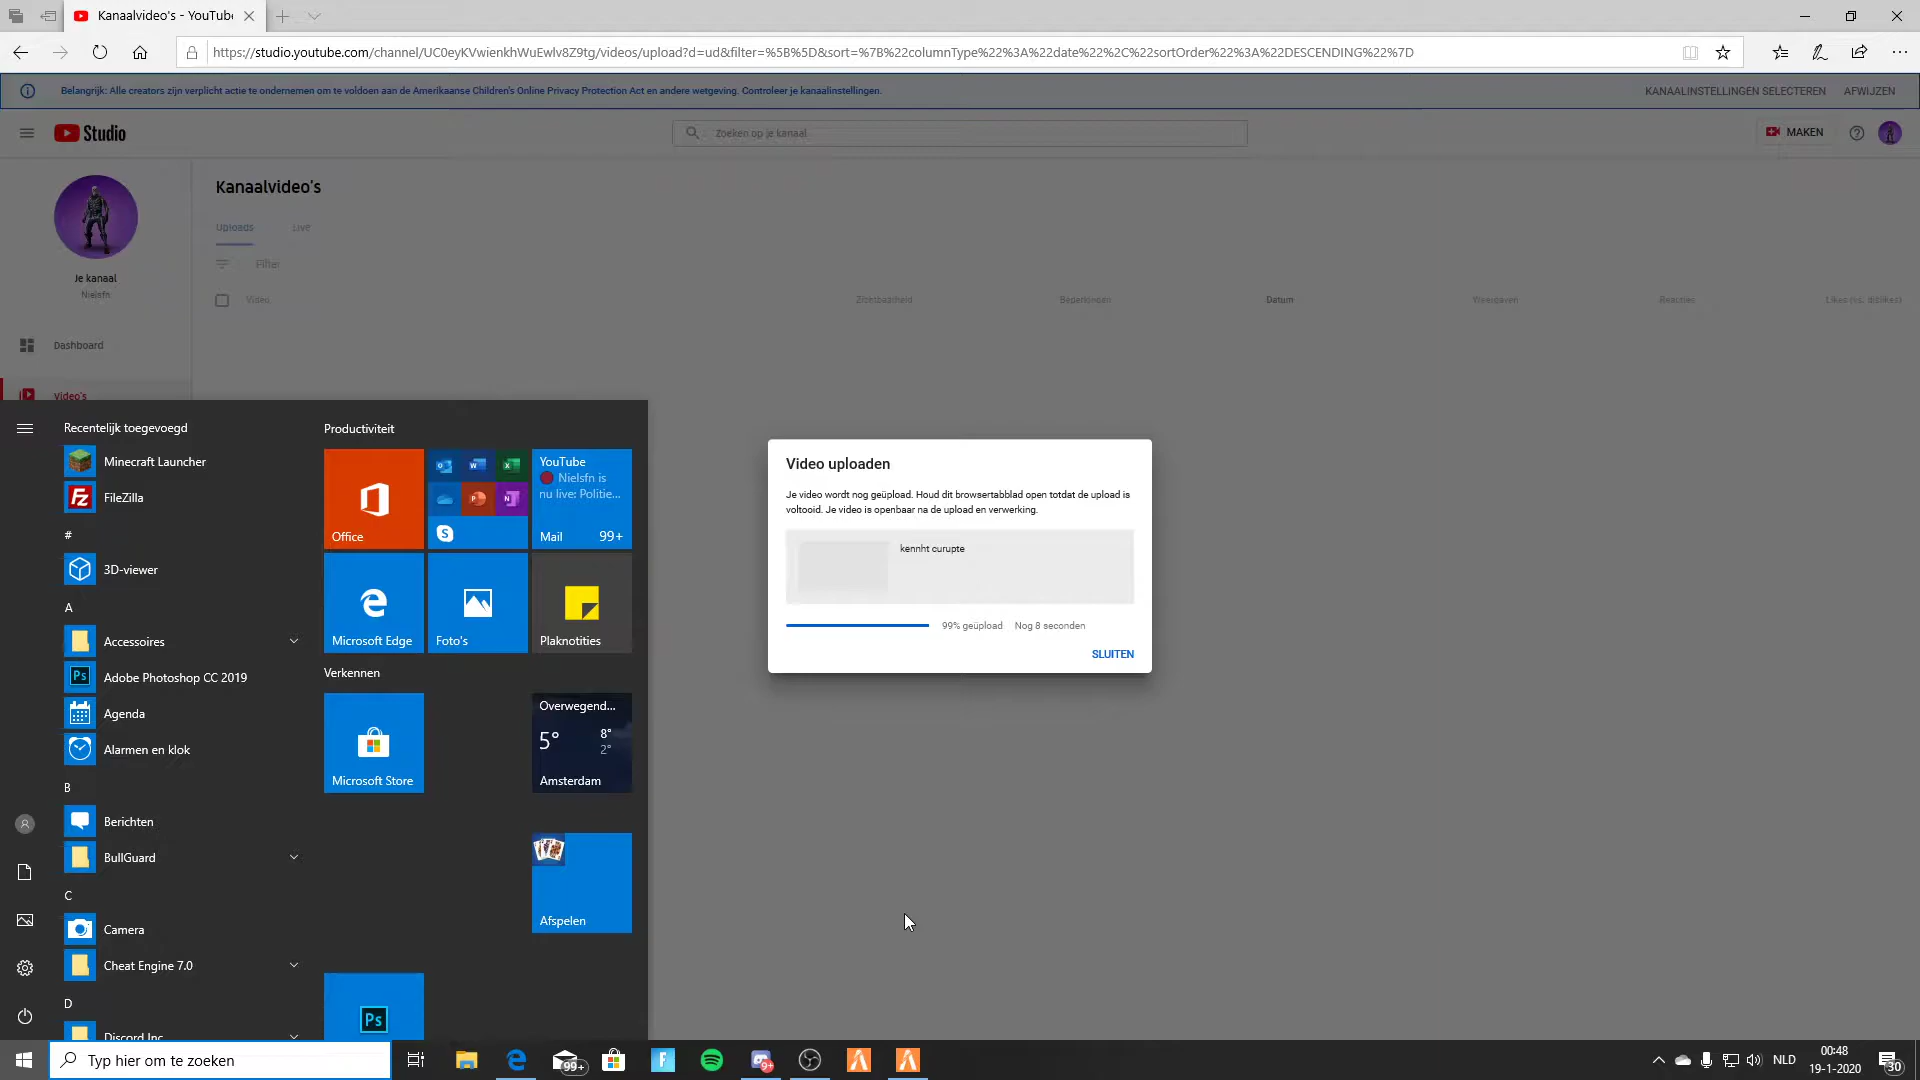 Kanaalvideo's - YouTube
https://studio.youtube.com/channel/UC0eyKVwienkhWuEwlv8Z9tg/videos/upload?d=ud&filter=%5B%5D&sort=%7B%22columnType%22%3A%22date%22%2C%22sortOrder%22%3A%22DESCENDING%22%7D
Belangrijk: Alle creators zijn verplicht actie te ondernemen om te voldoen aan de Amerikaanse Children's Online Privacy Protection Act en andere wetgeving. Controleer je kanaalinstellingen.
KANAALINSTELLINGEN SELECTEREN
AFWIJZEN
Studio
Zoeken op je kanaal
MAKEN
Kanaalvideo's
Uploads
Live
Filter
Video
Zichtbaarheid
Beperkingen
Datum
Weergaven
Reacties
Likes (vs. dislikes)
Je kanaal
Nielsfn
Dashboard
Video's
Recentelijk toegevoegd
Minecraft Launcher
FileZilla
#
3D-viewer
A
Accessoires
Adobe Photoshop CC 2019
Agenda
Alarmen en klok
B
Berichten
BullGuard
C
Camera
Cheat Engine 7.0
D
Discord Inc
Productiviteit
Office
YouTube
Nielsfn is
nu live: Politie...
Mail 99+
Microsoft Edge
Foto's
Plaknotities
Verkennen
Microsoft Store
Overwegend...
5° 8°
2°
Amsterdam
Afspelen
Ps
Video uploaden
Je video wordt nog geüpload. Houd dit browsertabblad open totdat de upload is
voltooid. Je video is openbaar na de upload en verwerking.
kennht curupte
99% geüpload Nog 8 seconden
SLUITEN
Typ hier om te zoeken
99+
9+
NLD
00:48
19-1-2020
30